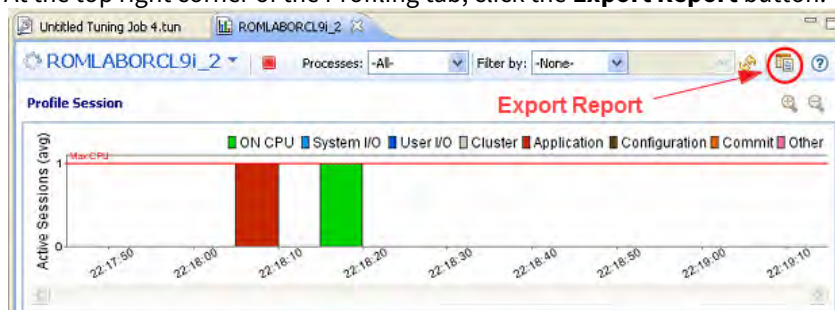 At the top right corner of the Profiling tab, click the Export Report button.
Untitled Tuning Job 4.tun ROMLABORCL9i_2
ROMLABORCL9i_2 Processes: -All- Filter by: -None-
Export Report
Profile Session
ON CPU System I/O User I/O Cluster Application Configuration Commit Other
Max CPU
Active Sessions (avg)
1
0
22:17:50 22:18:00 22:18:10 22:18:20 22:18:30 22:18:40 22:18:50 22:19:00 22:19:10